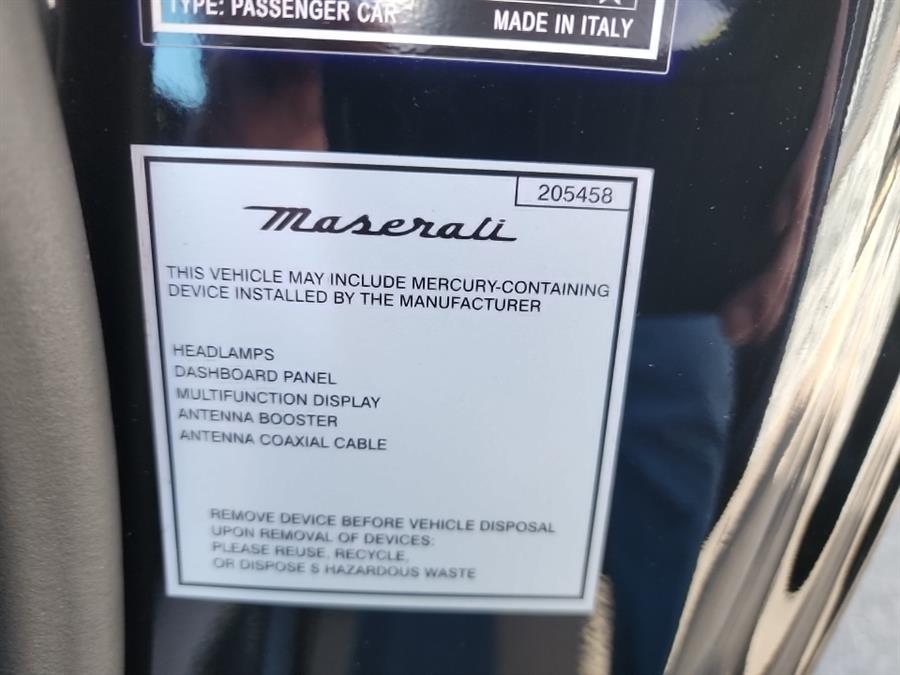 TYPE: PASSENGER CAR
MADE IN ITALY
205458
Maserati
THIS VEHICLE MAY INCLUDE MERCURY-CONTAINING
DEVICE INSTALLED BY THE MANUFACTURER
HEADLAMPS
DASHBOARD PANEL
MULTIFUNCTION DISPLAY
ANTENNA BOOSTER
ANTENNA COAXIAL CABLE
REMOVE DEVICE BEFORE VEHICLE DISPOSAL
UPON REMOVAL OF DEVICES:
PLEASE REUSE, RECYCLE,
OR DISPOSE S HAZARDOUS WASTE